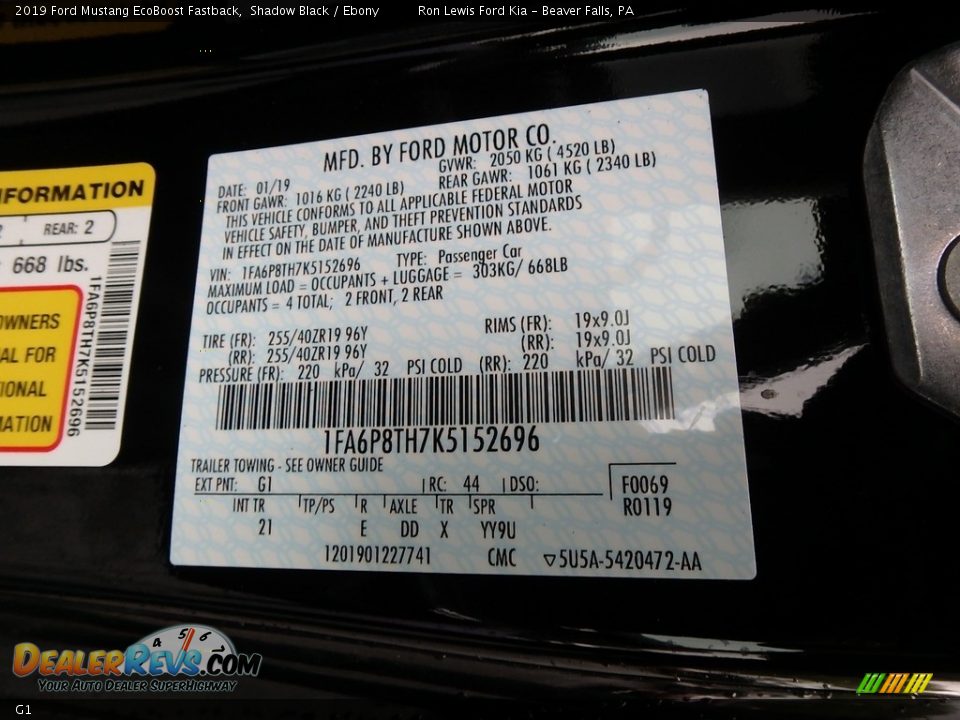 2019 Ford Mustang EcoBoost Fastback, Shadow Black / Ebony Ron Lewis Ford Kia - Beaver Falls, PA
MFD. BY FORD MOTOR CO.
DATE: 01/19 GVWR: 2050 KG ( 4520 LB)
FRONT GAWR: 1016 KG ( 2240 LB) REAR GAWR: 1061 KG ( 2340 LB)
THIS VEHICLE CONFORMS TO ALL APPLICABLE FEDERAL MOTOR
VEHICLE SAFETY, BUMPER, AND THEFT PREVENTION STANDARDS
IN EFFECT ON THE DATE OF MANUFACTURE SHOWN ABOVE.
VIN: 1FA6P8TH7K5152696 TYPE: Passenger Car
MAXIMUM LOAD = OCCUPANTS + LUGGAGE = 303KG/ 668LB
OCCUPANTS = 4 TOTAL; 2 FRONT, 2 REAR
TIRE (FR): 255/40ZR19 96Y RIMS (FR): 19x9.0J
(RR): 255/40ZR19 96Y (RR): 19x9.0J
PRESSURE (FR): 220 kPa/ 32 PSI COLD (RR): 220 kPa/ 32 PSI COLD
1FA6P8TH7K5152696
TRAILER TOWING - SEE OWNER GUIDE
EXT PNT: G1 RC: 44 DSO: F0069
INT TR TP/PS R AXLE TR SPR R0119
21 E DD X YY9U
1201901227741 CMC ▽5U5A-5420472-AA
NFORMATION
2 REAR: 2
668 lbs.
OWNERS
AL FOR
IONAL
MATION
1FA6P8TH7K5152696
4 5 6
DEALERREVS.COM
YOUR AUTO DEALER SUPERHIGHWAY
G1